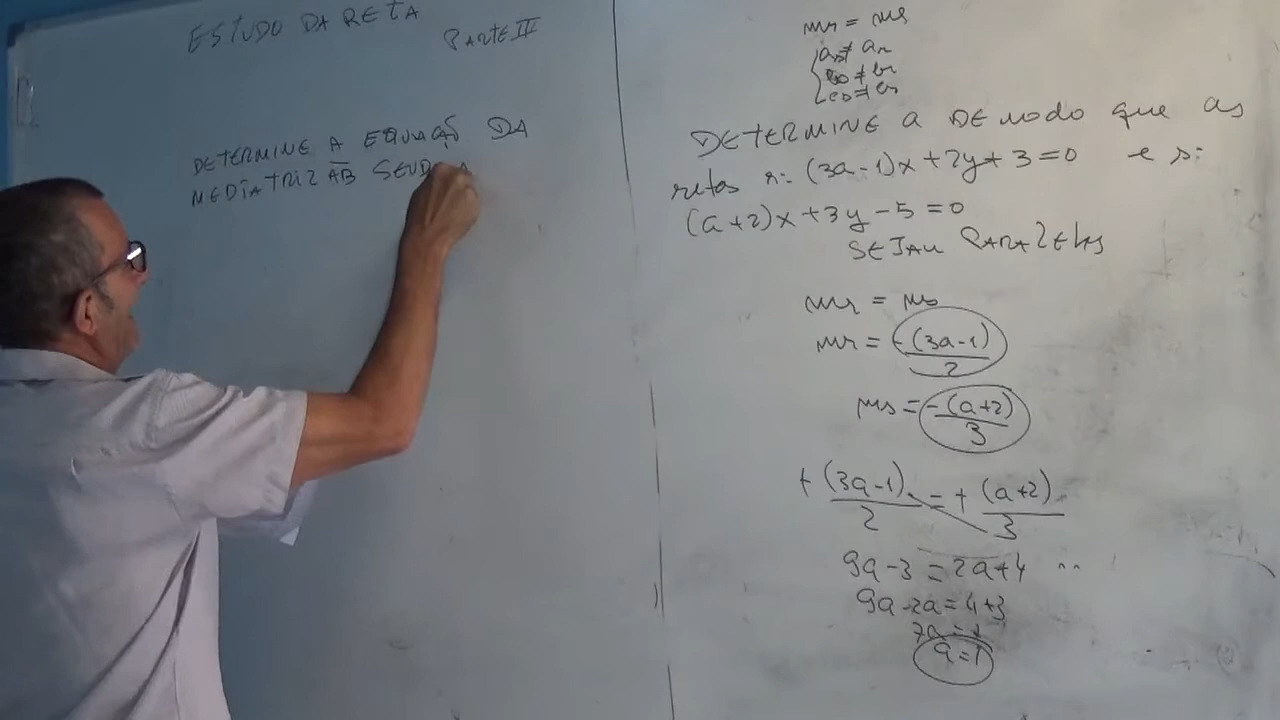 ESTUDO DA RETA
PARTE III
DETERMINE A EQUAÇÃO DA
MEDIATRIZ AB SENDO A
mr = ms
DETERMINE a DE MODO que as
retas r: (3a-1)x+2y+3=0 e s:
(a+2)x+3y-5=0
SEJAM PARALELAS
mr = ms
mr = -(3a-1)/2
ms = -(a+2)/3
+(3a-1)/2 = +(a+2)/3
9a-3 = 2a+4
9a-2a=4+3
a=1